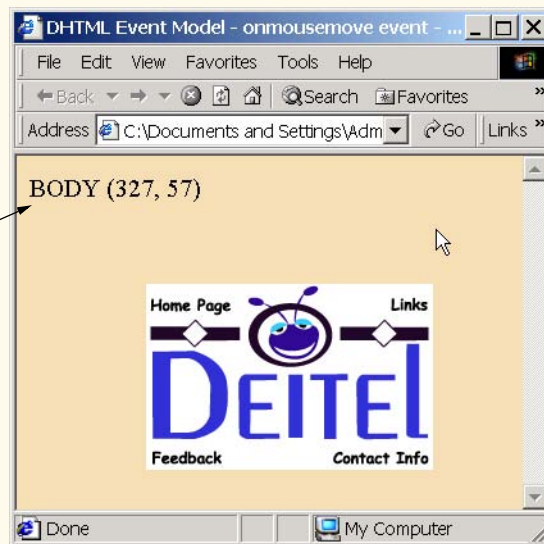 DHTML Event Model - onmousemove event - ...
File Edit View Favorites Tools Help
Back Search Favorites »
Address C:\Documents and Settings\Adm Go Links »
BODY (327, 57)
Home Page Links
DEITEL
Feedback Contact Info
Done My Computer